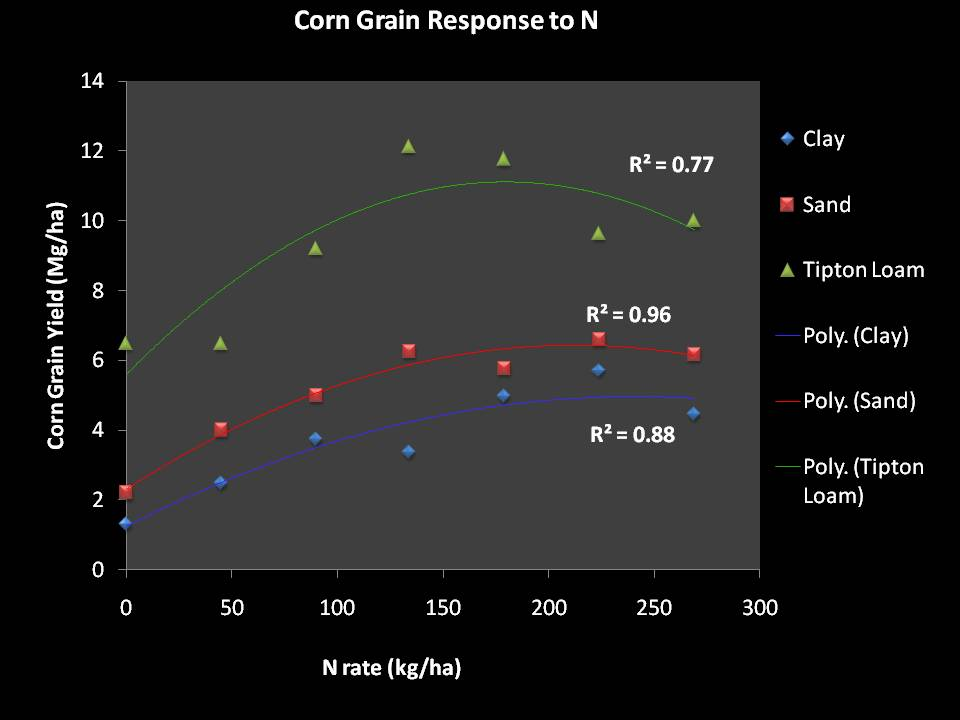 Corn Grain Response to N
Corn Grain Yield (Mg/ha)
14
12
10
8
6
4
2
0
R² = 0.77
R² = 0.96
R² = 0.88
0 50 100 150 200 250 300
N rate (kg/ha)
Clay
Sand
Tipton Loam
Poly. (Clay)
Poly. (Sand)
Poly. (Tipton
Loam)